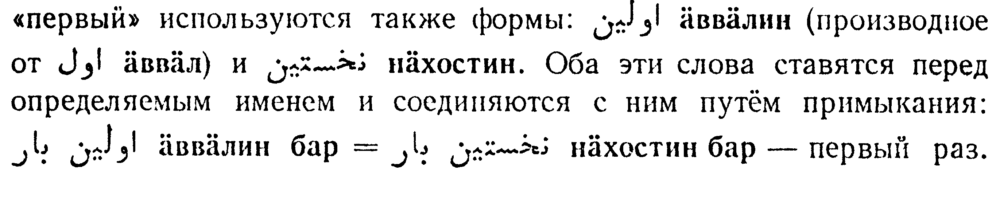 «первый» используются также формы: اولین äввäлин (производное
от اول äввäл) и نخستین нäхостин. Оба эти слова ставятся перед
определяемым именем и соединяются с ним путём примыкания:
اولین بار äввäлин бар = نخستین بار нäхостин бар — первый раз.